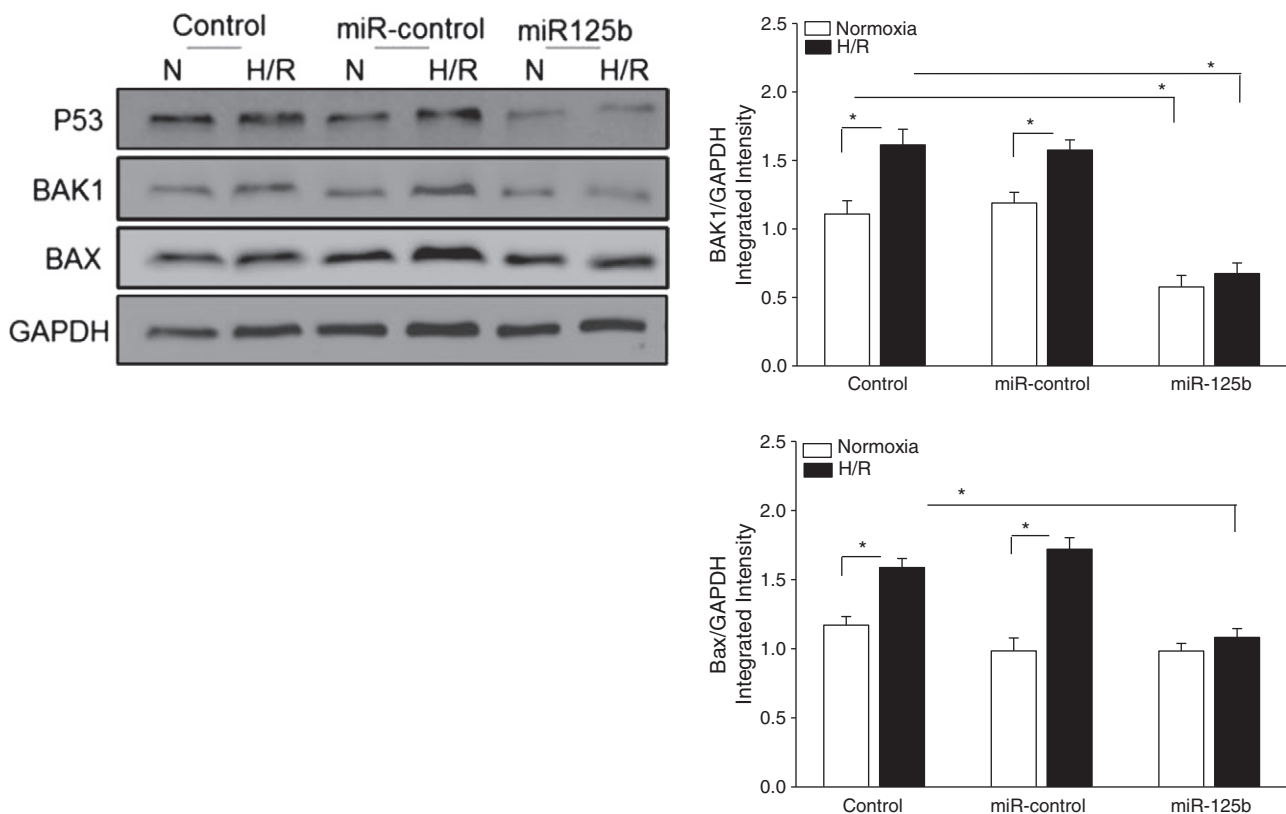 Control miR-control miR125b
N H/R N H/R N H/R
P53
BAK1
BAX
GAPDH
Normoxia
H/R
BAK1/GAPDH
Integrated Intensity
2.5
2.0
1.5
1.0
0.5
0.0
* * * *
Control miR-control miR-125b
Normoxia
H/R
Bax/GAPDH
Integrated Intensity
2.5
2.0
1.5
1.0
0.5
0.0
* * *
Control miR-control miR-125b